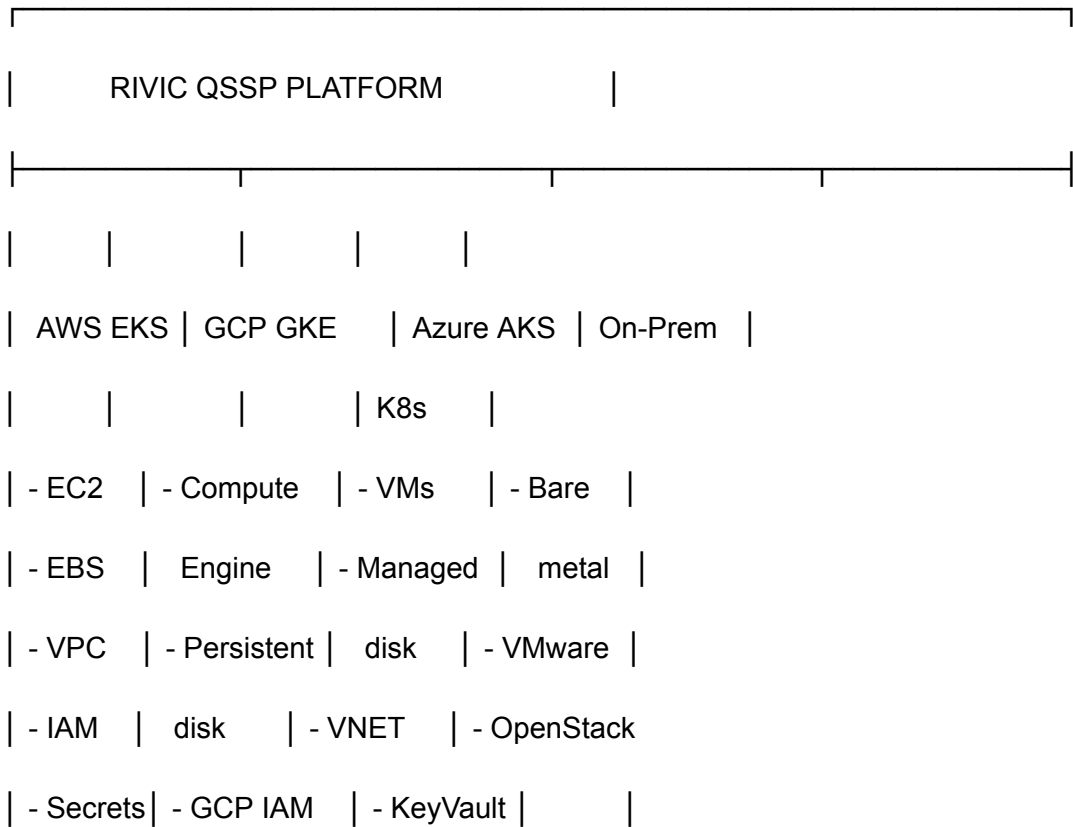 RIVIC QSSP PLATFORM
AWS EKS | GCP GKE | Azure AKS | On-Prem |
| | | | K8s |
| - EC2 | - Compute | - VMs | - Bare |
| - EBS | Engine | - Managed | metal |
| - VPC | - Persistent | disk | - VMware |
| - IAM | disk | - VNET | - OpenStack
| - Secrets| - GCP IAM | - KeyVault | |